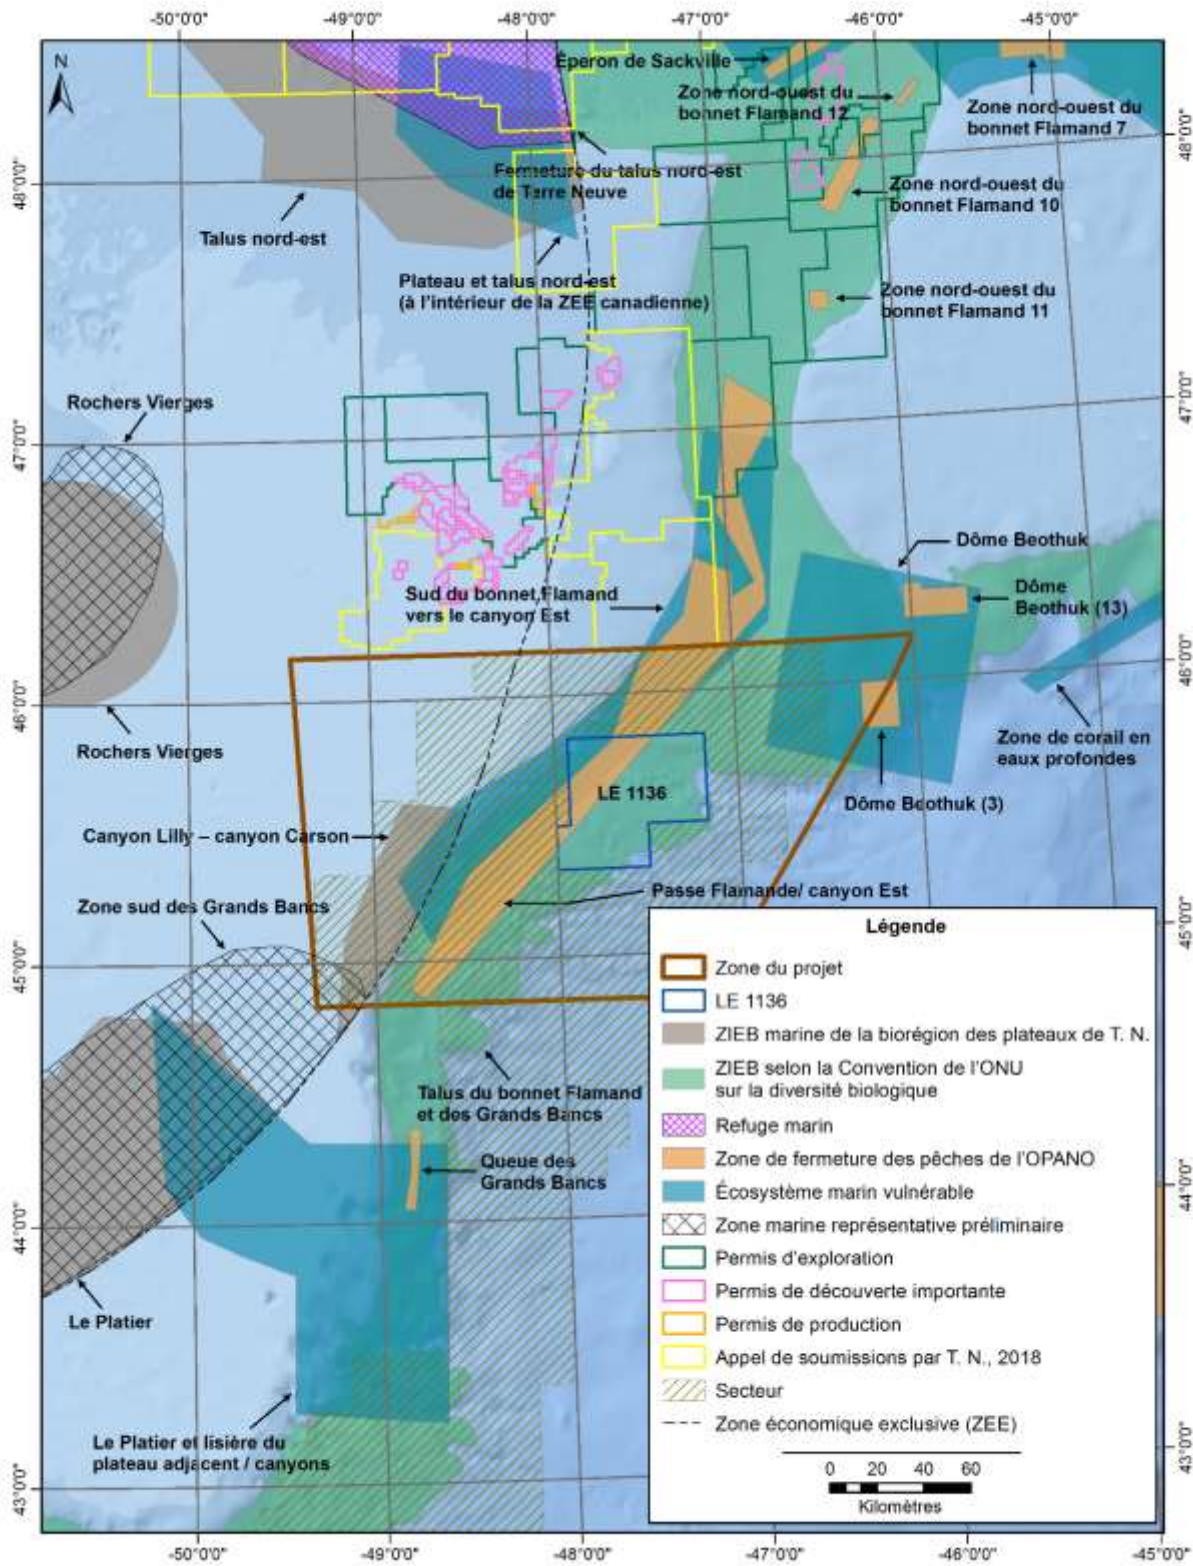 -50°0'0"
-49°0'0"
-48°0'0"
-47°0'0"
-46°0'0"
-45°0'0"
N
Éperon de Sackville
Zone nord-ouest du
bonnet Flamand 12
Zone nord-ouest du
bonnet Flamand 7
48°0'0"
48°0'0"
Fermeture du talus nord-est
de Terre Neuve
Zone nord-ouest du
bonnet Flamand 10
Talus nord-est
Plateau et talus nord-est
(à l'intérieur de la ZEE canadienne)
Zone nord-ouest du
bonnet Flamand 11
Rochers Vierges
47°0'0"
47°0'0"
Dôme Beothuk
Dôme
Beothuk (13)
Sud du bonnet Flamand
vers le canyon Est
46°0'0"
46°0'0"
Rochers Vierges
Zone de corail en
eaux profondes
LE 1136
Dôme Beothuk (3)
Canyon Lilly – canyon Carson
Passe Flamande/ canyon Est
Zone sud des Grands Bancs
45°0'0"
45°0'0"
Talus du bonnet Flamand
et des Grands Bancs
Queue des
Grands Bancs
44°0'0"
44°0'0"
Le Platier
Le Platier et lisière du
plateau adjacent / canyons
43°0'0"
43°0'0"
Légende
Zone du projet
LE 1136
ZIEB marine de la biorégion des plateaux de T. N.
ZIEB selon la Convention de l'ONU
sur la diversité biologique
Refuge marin
Zone de fermeture des pêches de l'OPANO
Écosystème marin vulnérable
Zone marine représentative préliminaire
Permis d'exploration
Permis de découverte importante
Permis de production
Appel de soumissions par T. N., 2018
Secteur
Zone économique exclusive (ZEE)
0 20 40 60
Kilomètres
-50°0'0"
-49°0'0"
-48°0'0"
-47°0'0"
-46°0'0"
-45°0'0"